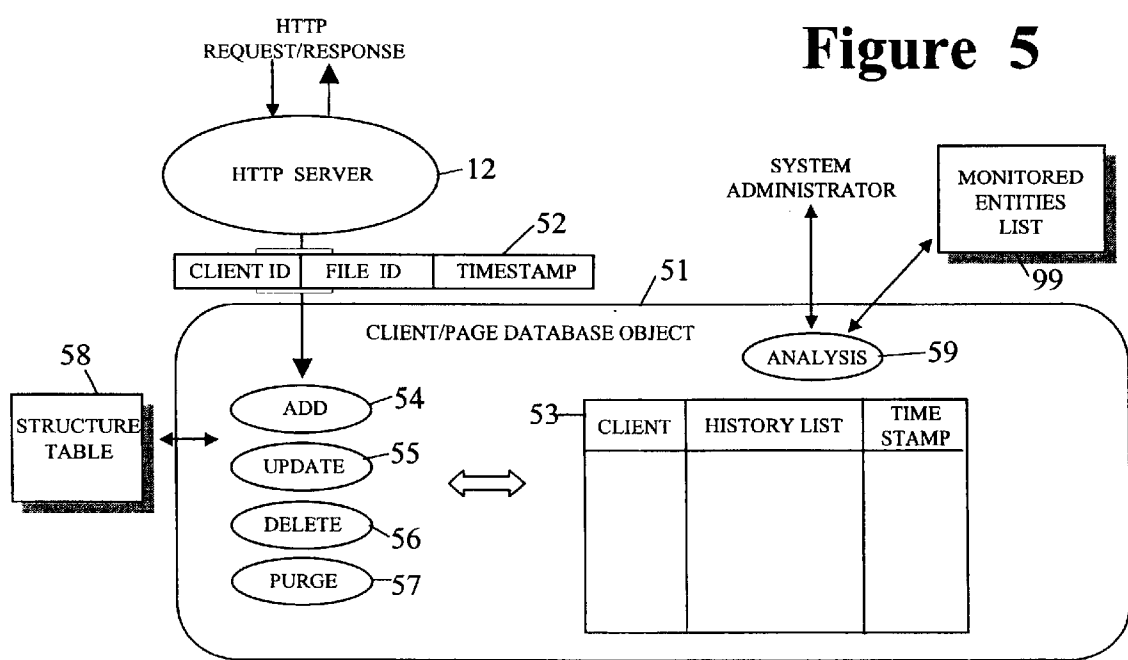 HTTP
REQUEST/RESPONSE
Figure 5
HTTP SERVER
12
SYSTEM
ADMINISTRATOR
MONITORED
ENTITIES
LIST
99
52
CLIENT ID FILE ID TIMESTAMP
51
CLIENT/PAGE DATABASE OBJECT
ANALYSIS
59
58
STRUCTURE
TABLE
ADD
54
UPDATE
55
DELETE
56
PURGE
57
53
CLIENT HISTORY LIST TIME
STAMP